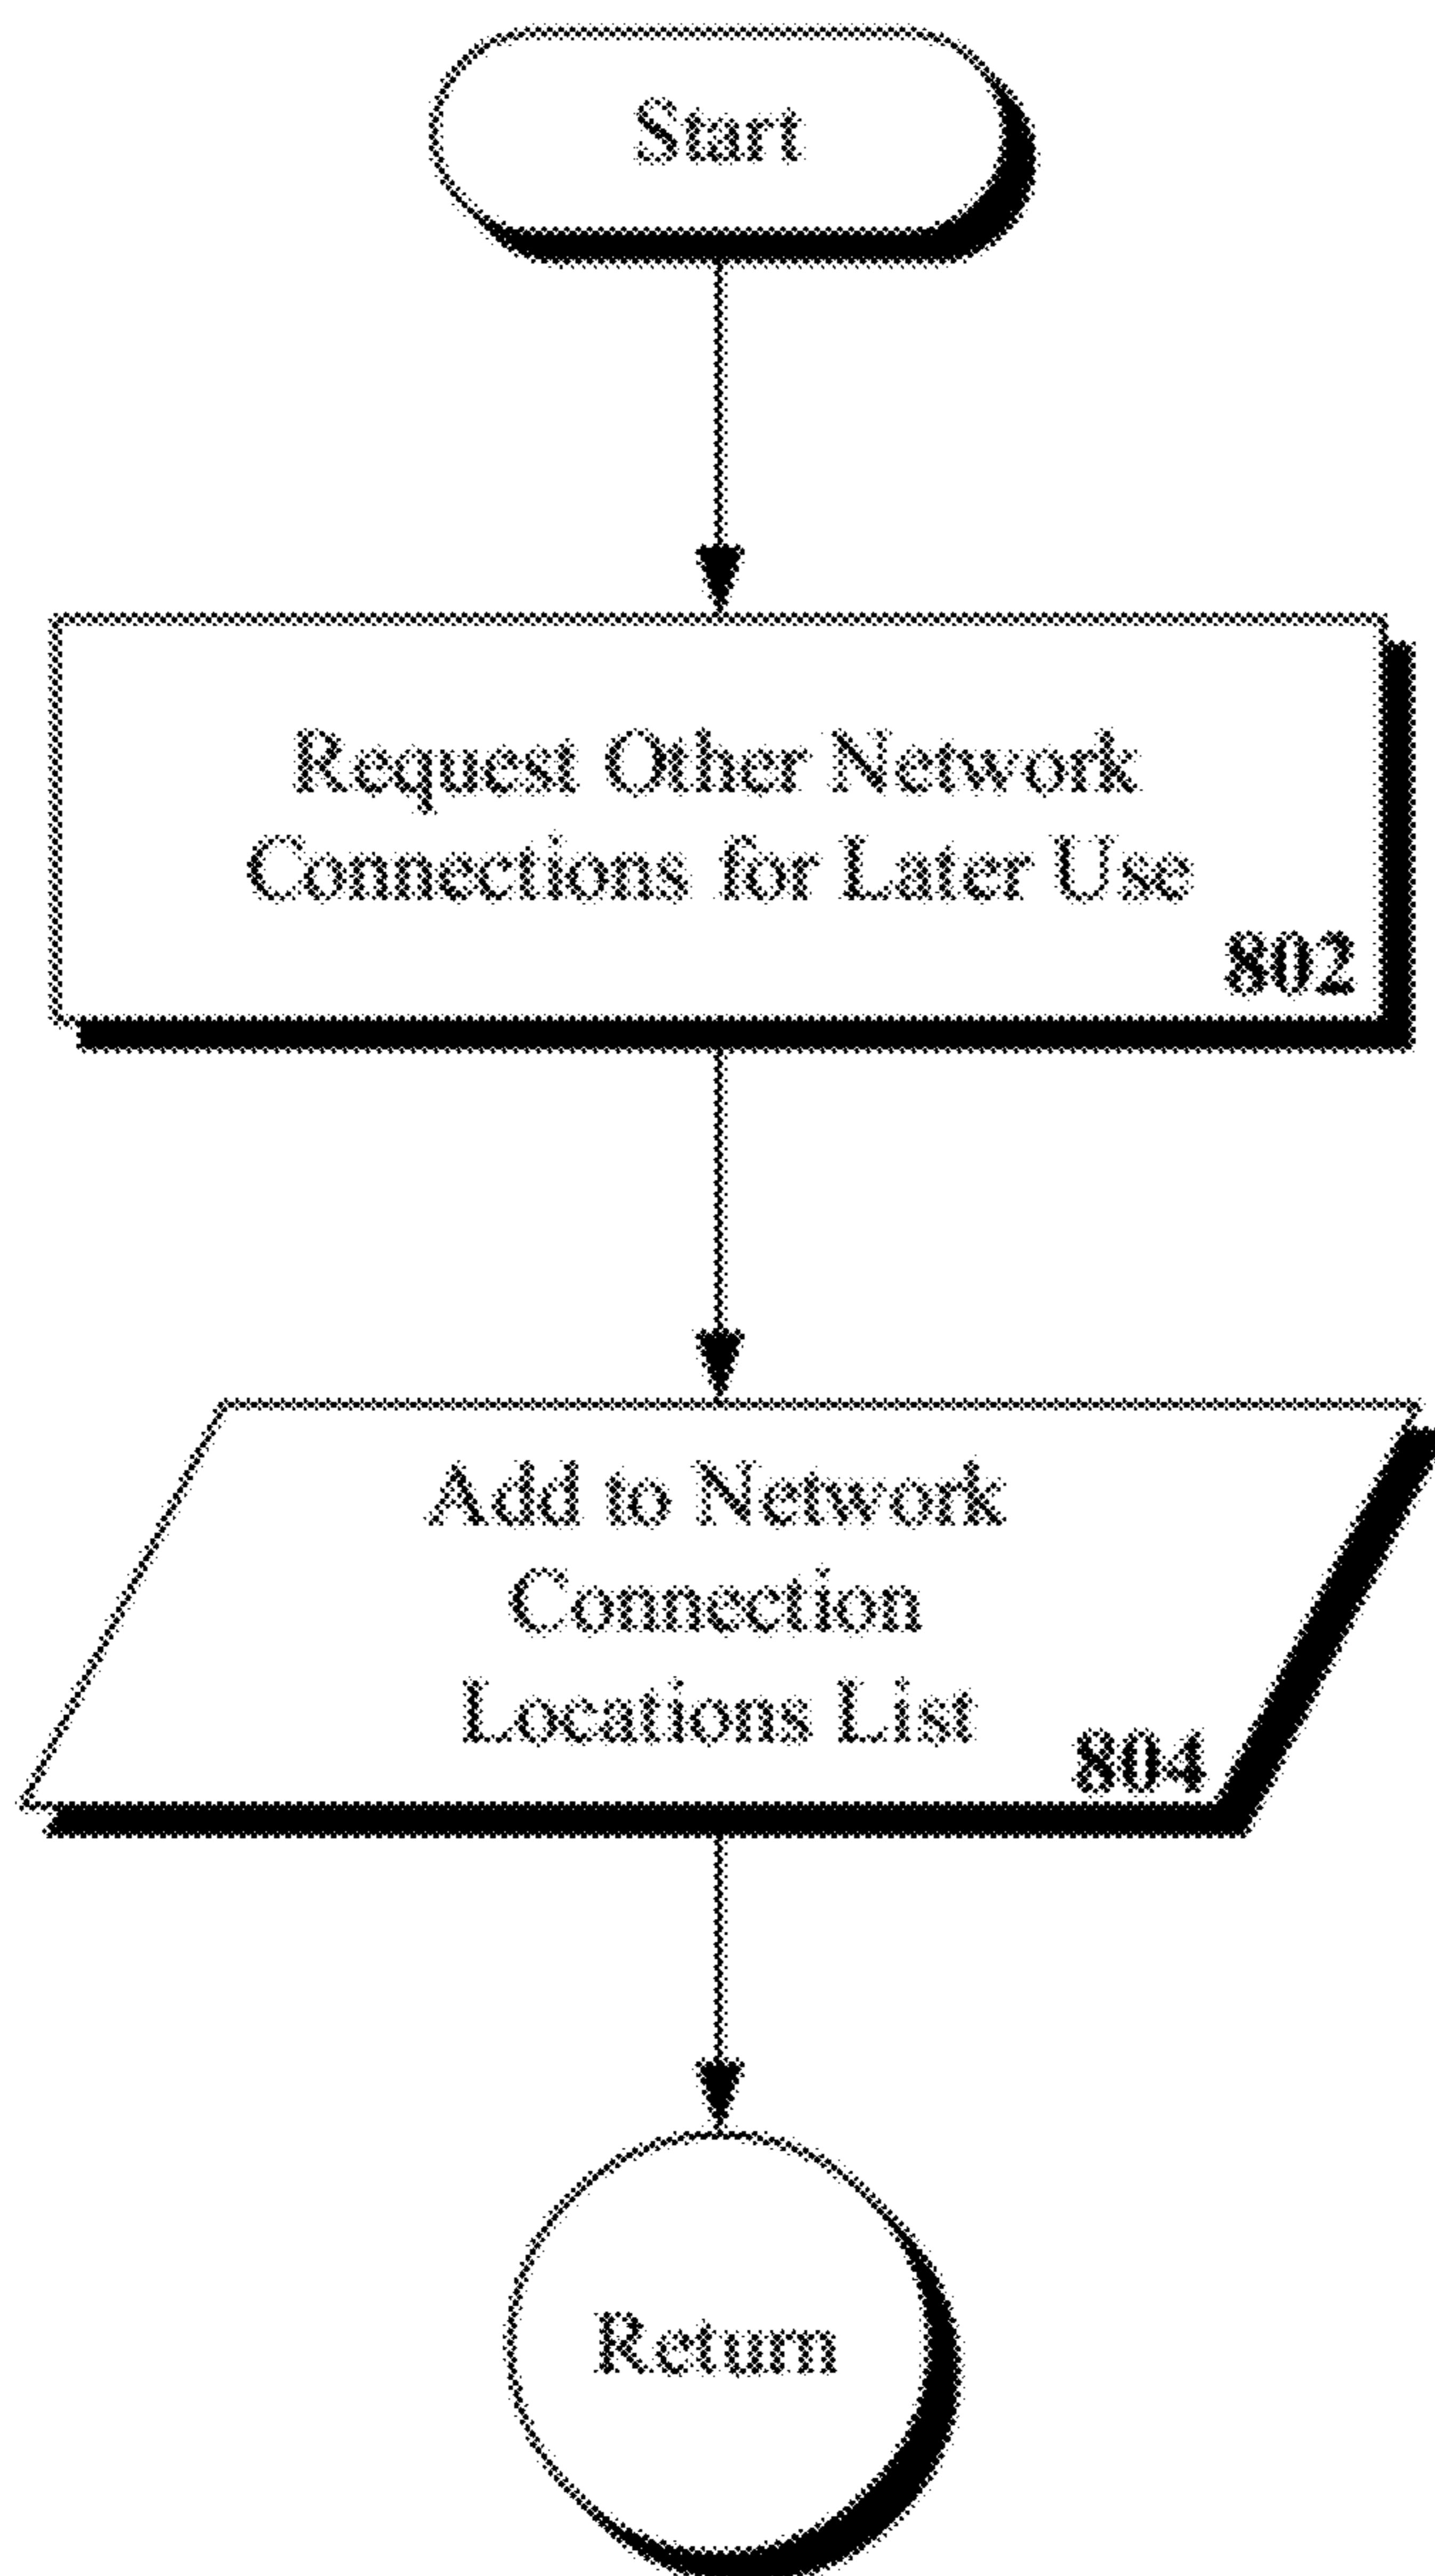 Start
Request Other Network
Connections for Later Use
802
Add to Network
Connection
Locations List
804
Return